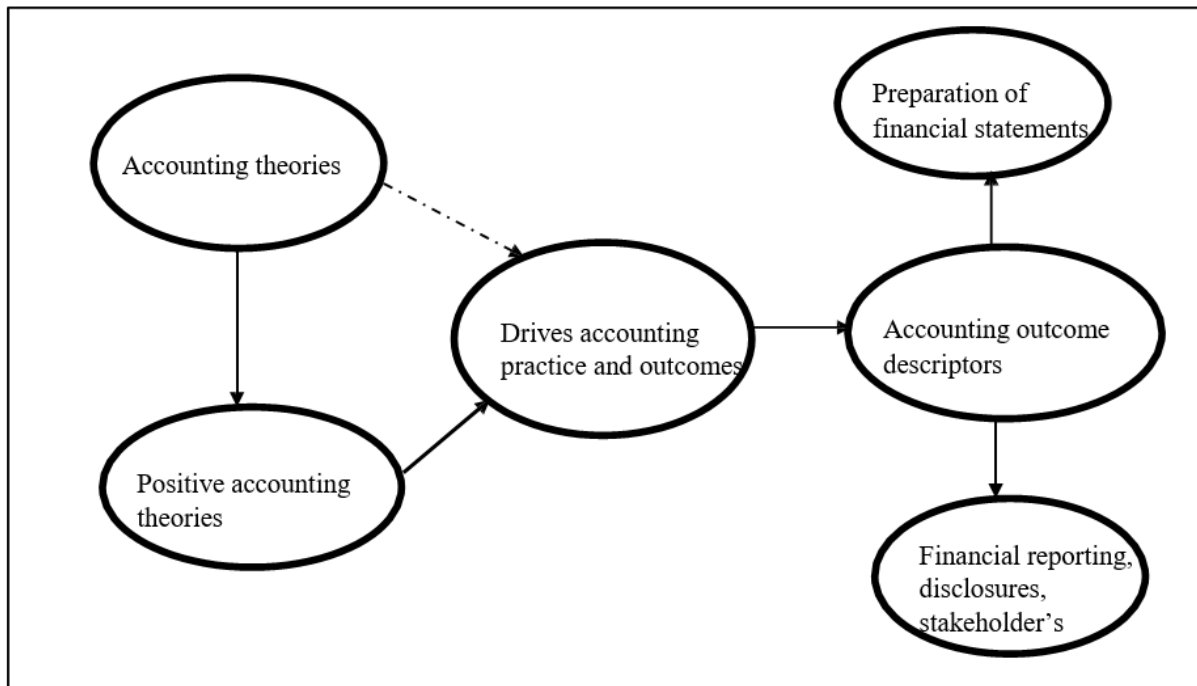 Accounting theories
Positive accounting
theories
Drives accounting
practice and outcomes
Accounting outcome
descriptors
Preparation of
financial statements
Financial reporting,
disclosures,
stakeholder’s